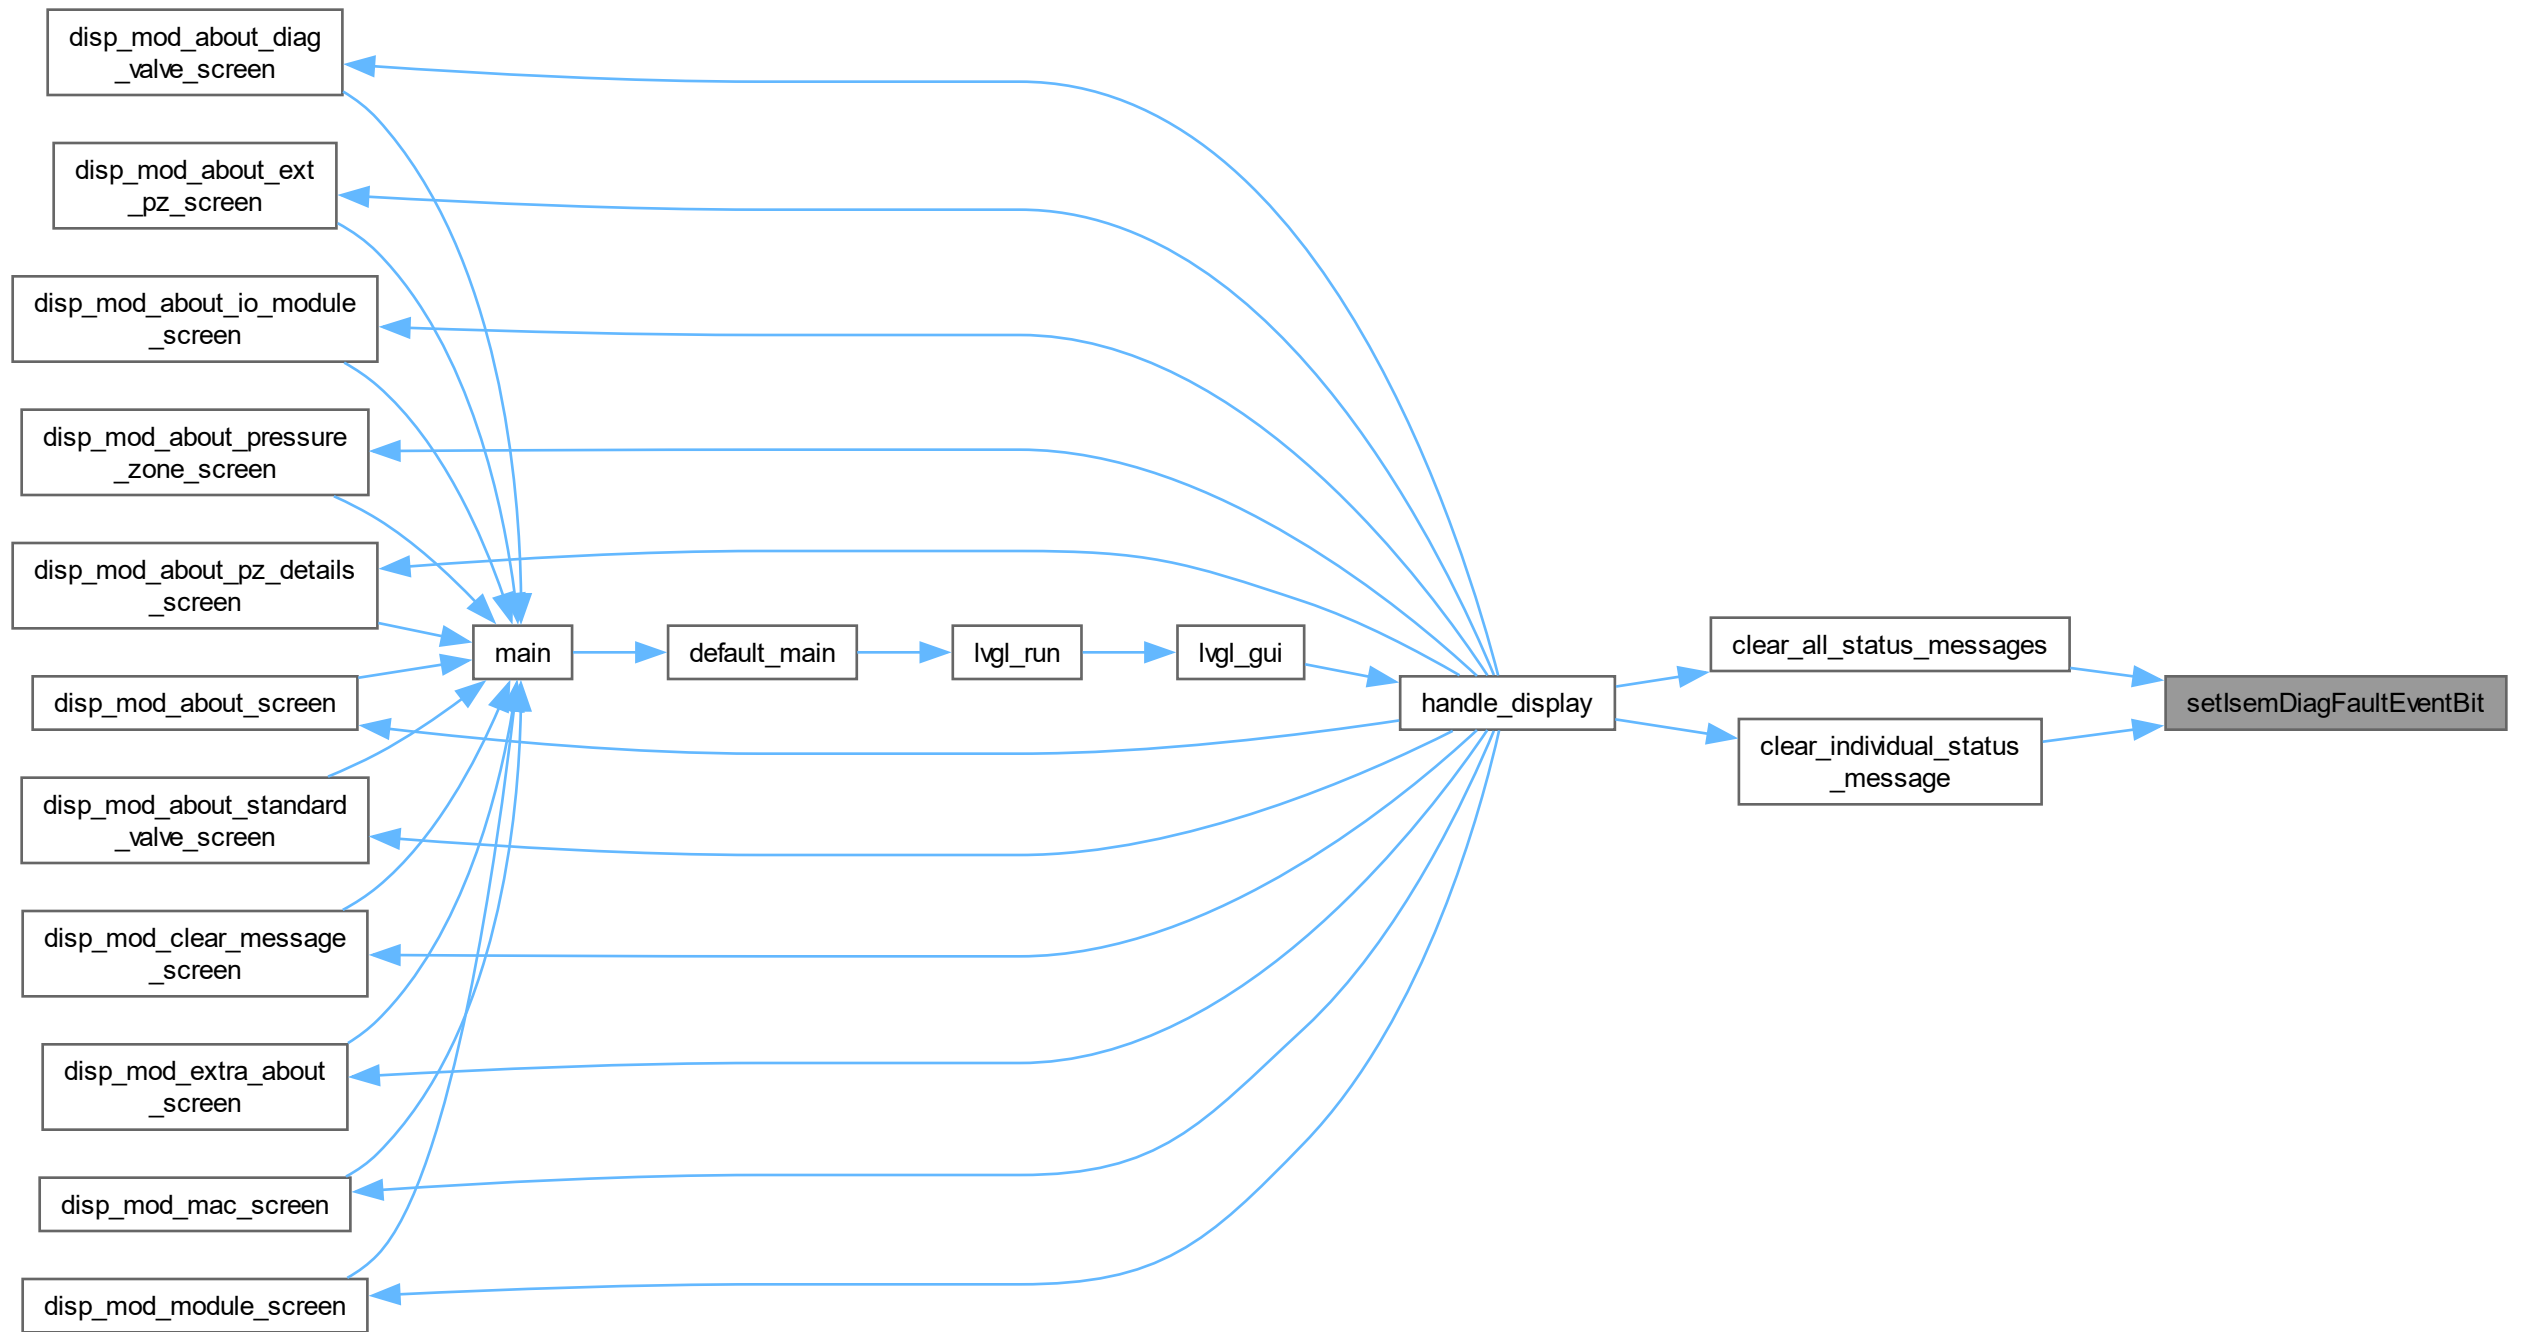 disp_mod_about_diag
_valve_screen
disp_mod_about_ext
_pz_screen
disp_mod_about_io_module
_screen
disp_mod_about_pressure
_zone_screen
disp_mod_about_pz_details
_screen
disp_mod_about_screen
disp_mod_about_standard
_valve_screen
disp_mod_clear_message
_screen
disp_mod_extra_about
_screen
disp_mod_mac_screen
disp_mod_module_screen
main
default_main
lvgl_run
lvgl_gui
handle_display
clear_all_status_messages
clear_individual_status
_message
setIsemDiagFaultEventBit